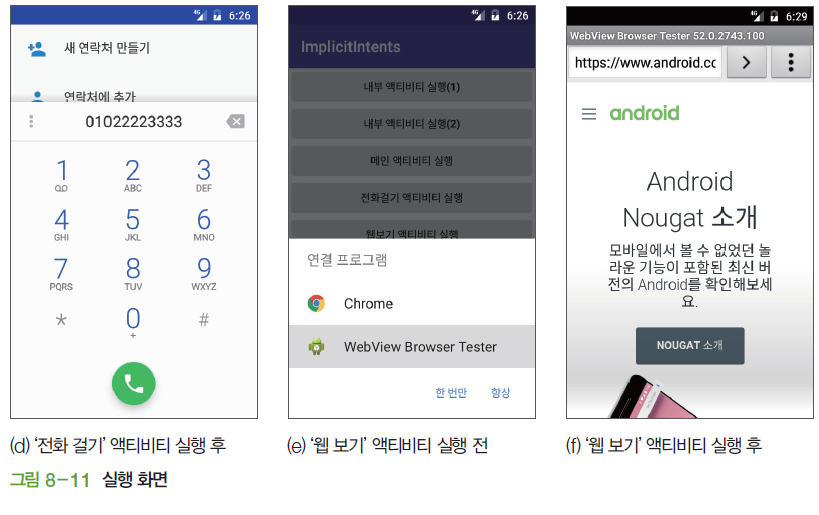 4G 6:26
새 연락처 만들기
연락처에 추가
01022223333
1 2 3
ABC DEF
4 5 6
GHI JKL MNO
7 8 9
PQRS TUV WXYZ
* 0 #
+
4G 6:26
ImplicitIntents
내부 액티비티 실행(1)
내부 액티비티 실행(2)
메인 액티비티 실행
전화걸기 액티비티 실행
웹보기 액티비티 실행
연결 프로그램
Chrome
WebView Browser Tester
한 번만 항상
4G 6:29
WebView Browser Tester 52.0.2743.100
https://www.android.cc
android
Android
Nougat 소개
모바일에서 볼 수 없었던 놀
라운 기능이 포함된 최신 버
전의 Android를 확인해보세
요.
NOUGAT 소개
(d) ‘전화 걸기’ 액티비티 실행 후
(e) ‘웹 보기’ 액티비티 실행 전
(f) ‘웹 보기’ 액티비티 실행 후
그림 8-11 실행 화면